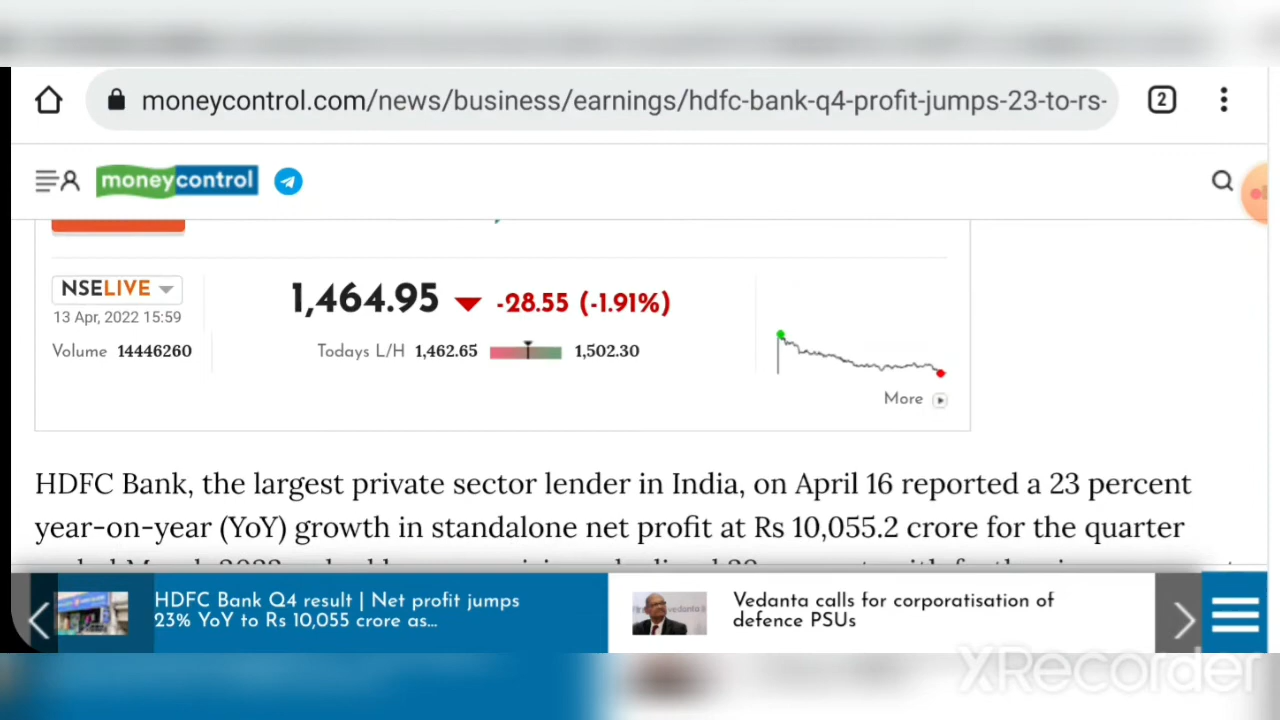 moneycontrol.com/news/business/earnings/hdfc-bank-q4-profit-jumps-23-to-rs-
2
moneycontrol
NSELIVE
13 Apr, 2022 15:59
Volume 14446260
1,464.95 -28.55 (-1.91%)
Todays L/H 1,462.65 1,502.30
More
HDFC Bank, the largest private sector lender in India, on April 16 reported a 23 percent
year-on-year (YoY) growth in standalone net profit at Rs 10,055.2 crore for the quarter
HDFC Bank Q4 result | Net profit jumps
23% YoY to Rs 10,055 crore as...
Vedanta calls for corporatisation of
defence PSUs
XRecorder